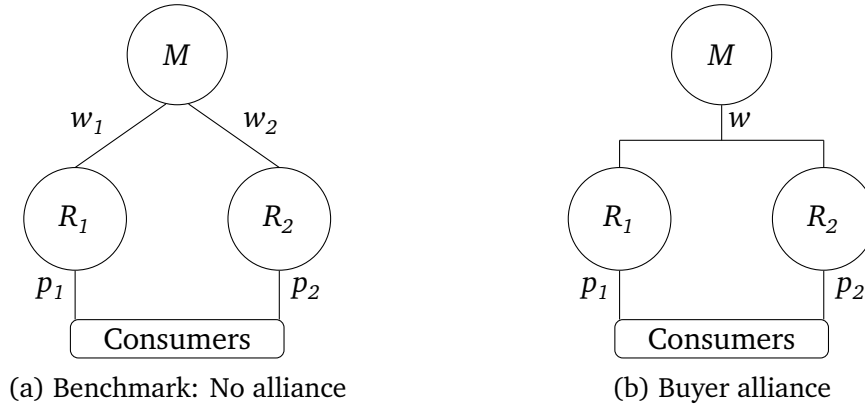 M M
w1 w2 w
R1 R2 R1 R2
p1 p2 p1 p2
Consumers Consumers
(a) Benchmark: No alliance (b) Buyer alliance